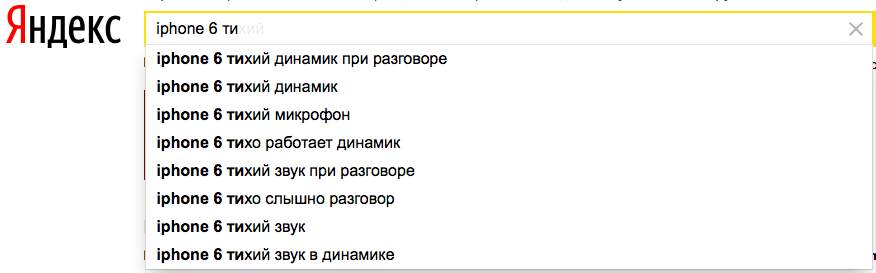 Яндекс
iphone 6 тихий
iphone 6 тихий динамик при разговоре
iphone 6 тихий динамик
iphone 6 тихий микрофон
iphone 6 тихо работает динамик
iphone 6 тихий звук при разговоре
iphone 6 тихо слышно разговор
iphone 6 тихий звук
iphone 6 тихий звук в динамике